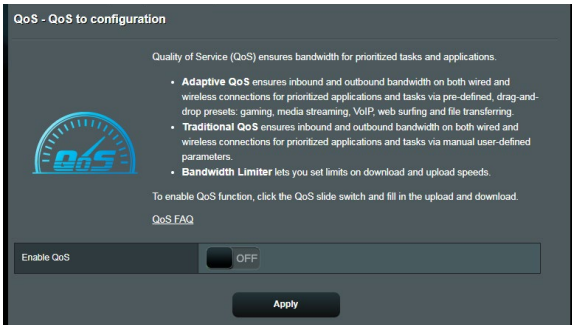 QoS - QoS to configuration
Quality of Service (QoS) ensures bandwidth for prioritized tasks and applications.
• Adaptive QoS ensures inbound and outbound bandwidth on both wired and
wireless connections for prioritized applications and tasks via pre-defined, drag-and-
drop presets: gaming, media streaming, VoIP, web surfing and file transferring.
• Traditional QoS ensures inbound and outbound bandwidth on both wired and
wireless connections for prioritized applications and tasks via manual user-defined
parameters.
• Bandwidth Limiter lets you set limits on download and upload speeds.
QoS
To enable QoS function, click the QoS slide switch and fill in the upload and download.
QoS FAQ
Enable QoS
OFF
Apply